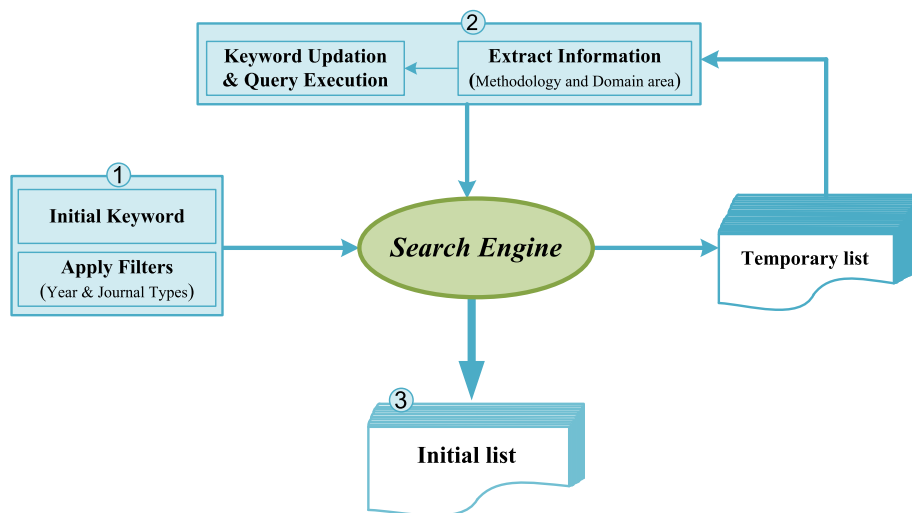 2
Keyword Updation
& Query Execution
Extract Information
(Methodology and Domain area)
1
Initial Keyword
Apply Filters
(Year & Journal Types)
Search Engine
Temporary list
3
Initial list